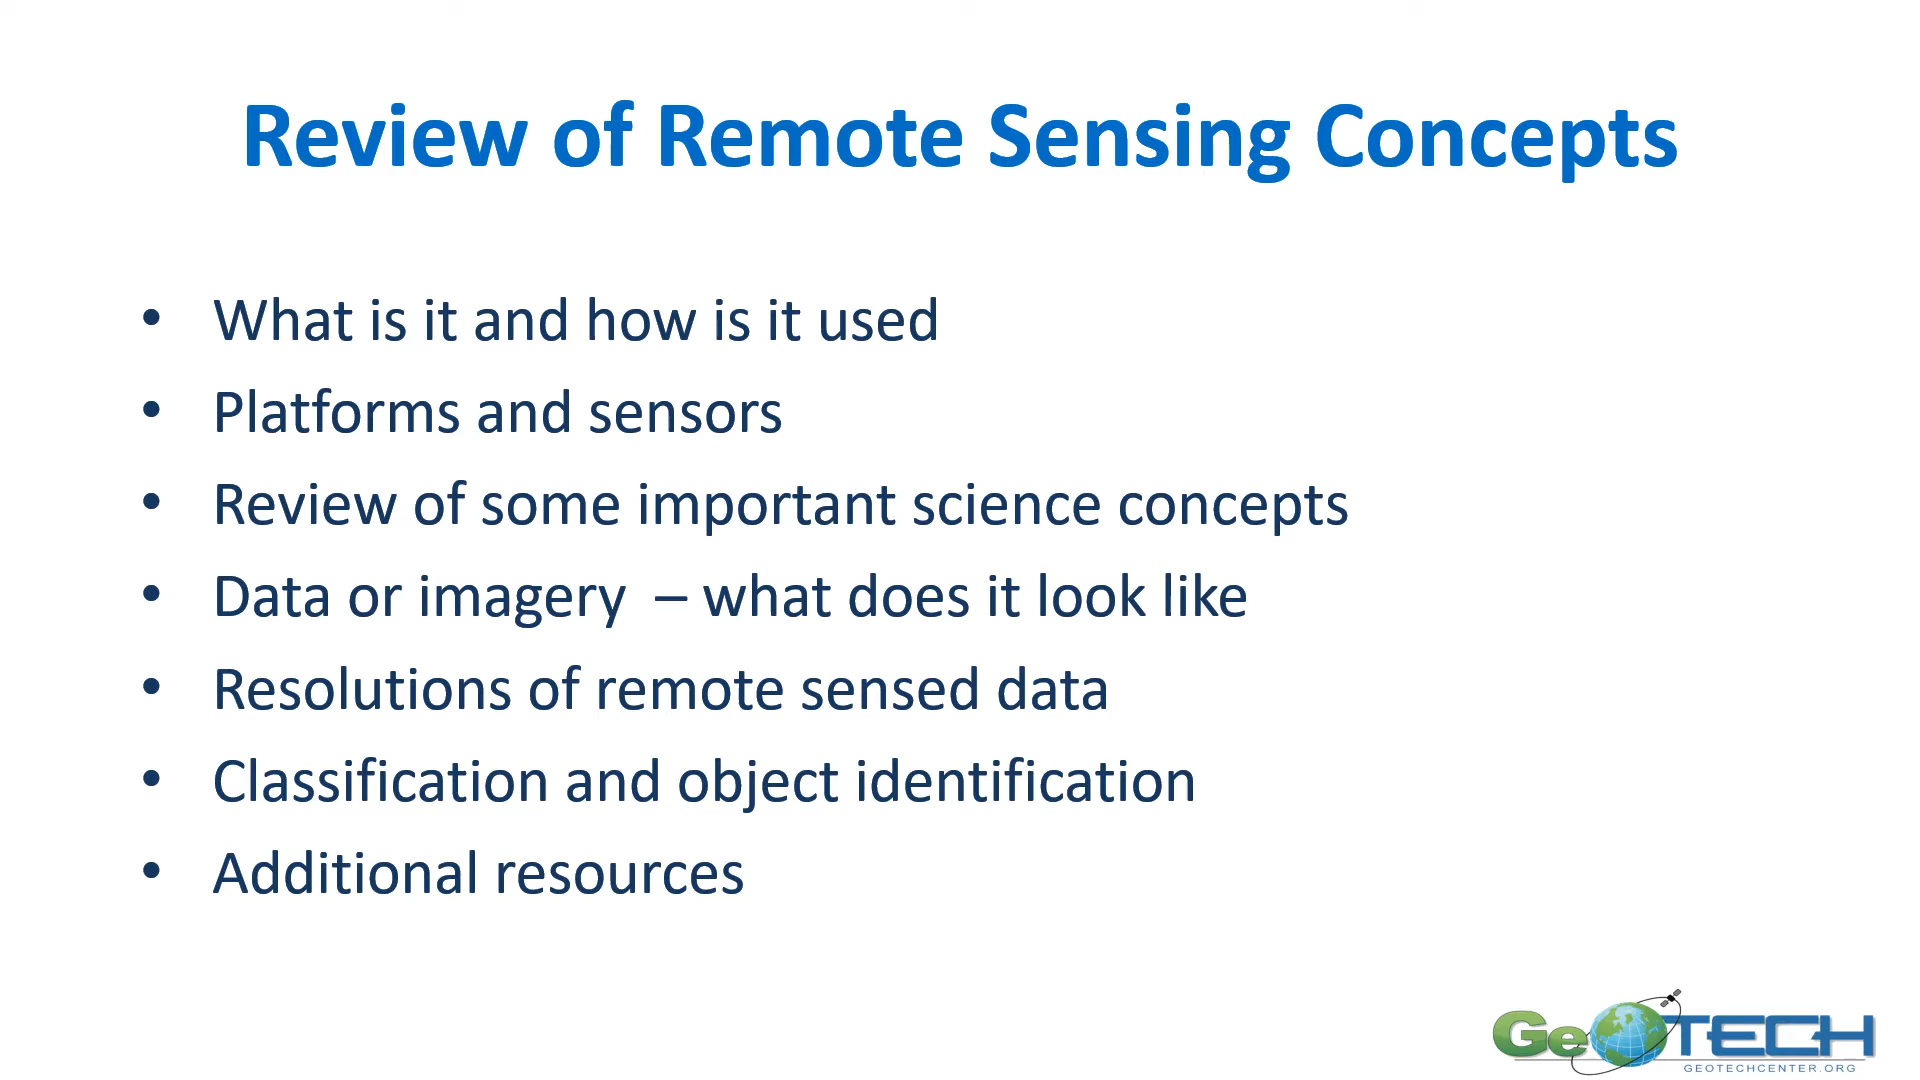 Review of Remote Sensing Concepts
• What is it and how is it used
• Platforms and sensors
• Review of some important science concepts
• Data or imagery  – what does it look like
• Resolutions of remote sensed data
• Classification and object identification
• Additional resources
GeoTECH
GEOTECHCENTER.ORG